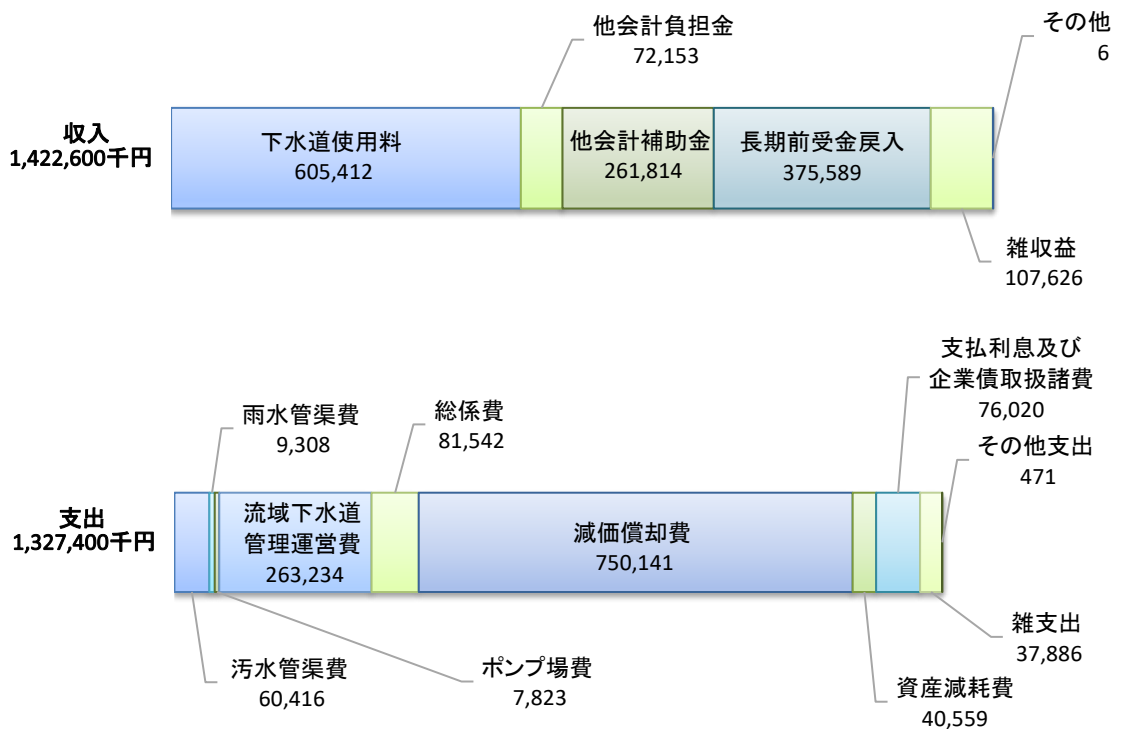 他会計負担金
72,153
その他
6
収入
1,422,600千円
下水道使用料
605,412
他会計補助金
261,814
長期前受金戻入
375,589
雑収益
107,626
支払利息及び
企業債取扱諸費
76,020
雨水管渠費
9,308
総係費
81,542
その他支出
471
支出
1,327,400千円
流域下水道
管理運営費
263,234
減価償却費
750,141
雑支出
37,886
汚水管渠費
60,416
ポンプ場費
7,823
資産減耗費
40,559